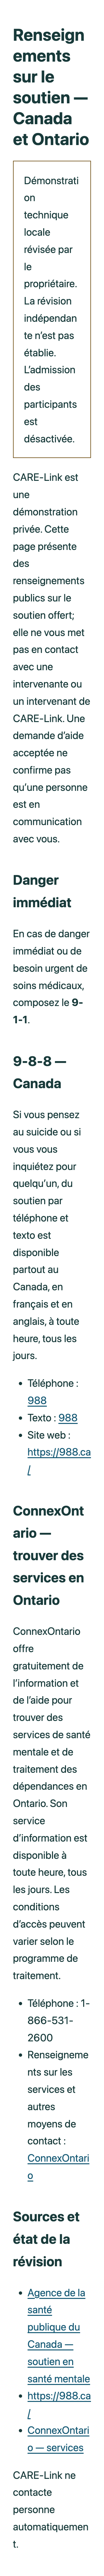 Renseign
ements
sur le
soutien —
Canada
et Ontario
Démonstrati
on
technique
locale
révisée par
le
propriétaire.
La révision
indépendan
te n’est pas
établie.
L’admission
des
participants
est
désactivée.
CARE-Link est
une
démonstration
privée. Cette
page présente
des
renseignements
publics sur le
soutien offert;
elle ne vous met
pas en contact
avec une
intervenante ou
un intervenant de
CARE-Link. Une
demande d’aide
acceptée ne
confirme pas
qu’une personne
est en
communication
avec vous.
Danger
immédiat
En cas de danger
immédiat ou de
besoin urgent de
soins médicaux,
composez le 9-
1-1.
9-8-8 —
Canada
Si vous pensez
au suicide ou si
vous vous
inquiétez pour
quelqu’un, du
soutien par
téléphone et
texto est
disponible
partout au
Canada, en
français et en
anglais, à toute
heure, tous les
jours.
• Téléphone :
988
• Texto : 988
• Site web :
https://988.ca
/
ConnexOnt
ario —
trouver des
services en
Ontario
ConnexOntario
offre
gratuitement de
l’information et
de l’aide pour
trouver des
services de santé
mentale et de
traitement des
dépendances en
Ontario. Son
service
d’information est
disponible à
toute heure, tous
les jours. Les
conditions
d’accès peuvent
varier selon le
programme de
traitement.
• Téléphone : 1-
866-531-
2600
• Renseigneme
nts sur les
services et
autres
moyens de
contact :
ConnexOntari
o
Sources et
état de la
révision
• Agence de la
santé
publique du
Canada —
soutien en
santé mentale
• https://988.ca
/
• ConnexOntari
o — services
CARE-Link ne
contacte
personne
automatiquemen
t.